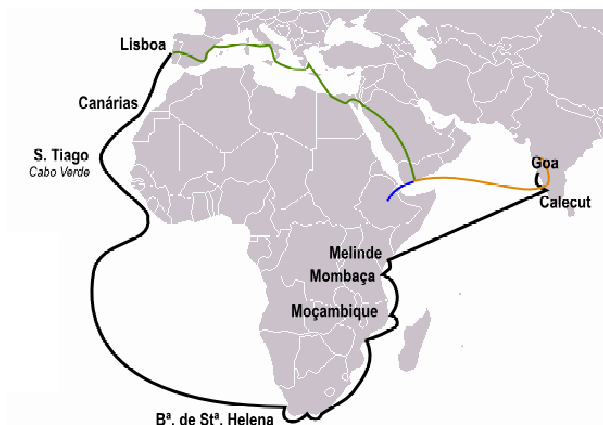 Lisboa
Canárias
S. Tiago
Cabo Verde
Goa
Calecut
Melinde
Mombaça
Moçambique
Bª. de Stª. Helena